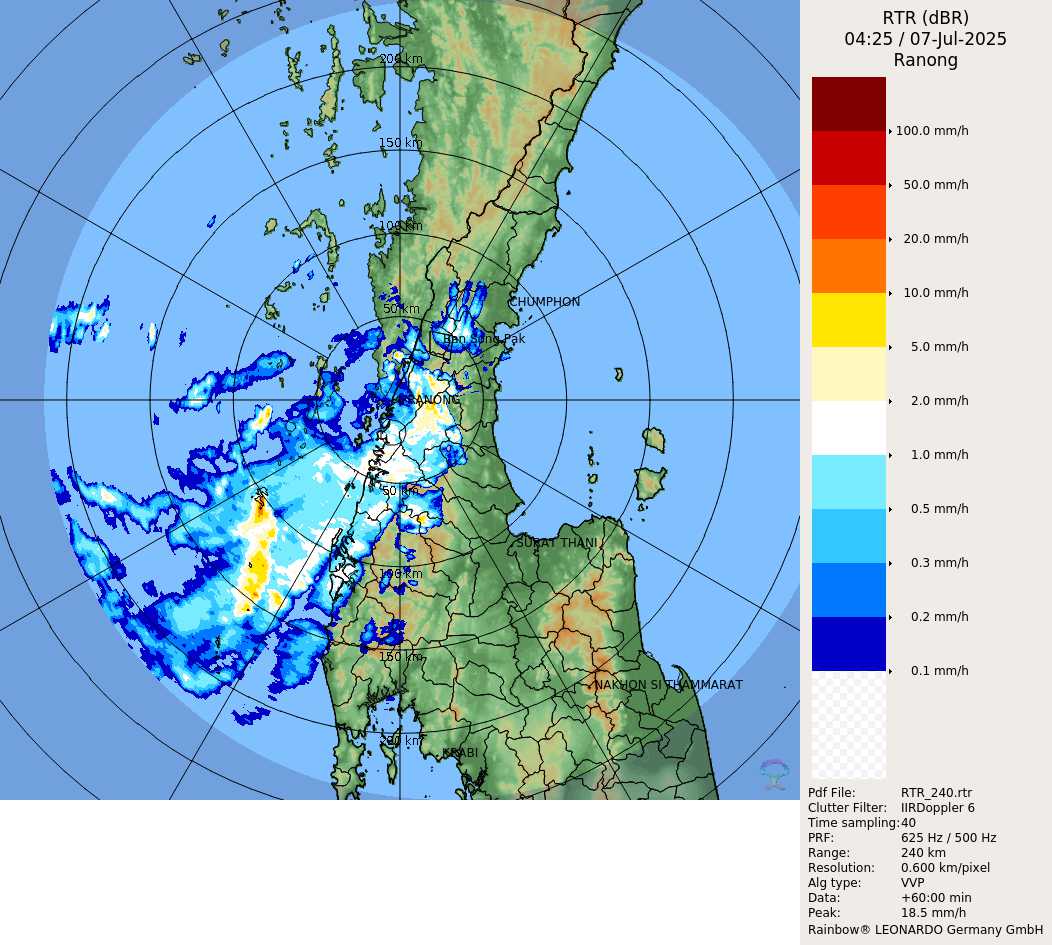 RTR (dBR)
04:25 / 07-Jul-2025
Ranong
100.0 mm/h
50.0 mm/h
20.0 mm/h
10.0 mm/h
5.0 mm/h
2.0 mm/h
1.0 mm/h
0.5 mm/h
0.3 mm/h
0.2 mm/h
0.1 mm/h
200 km
150 km
100 km
50 km
CHUMPHON
Ban Song Pak
RANONG
50 km
SURAT THANI
100 km
150 km
NAKHON SI THAMMARAT
200 km
KRABI
Pdf File: RTR_240.rtr
Clutter Filter: IIRDoppler 6
Time sampling:40
PRF: 625 Hz / 500 Hz
Range: 240 km
Resolution: 0.600 km/pixel
Alg type: VVP
Data: +60:00 min
Peak: 18.5 mm/h
Rainbow® LEONARDO Germany GmbH